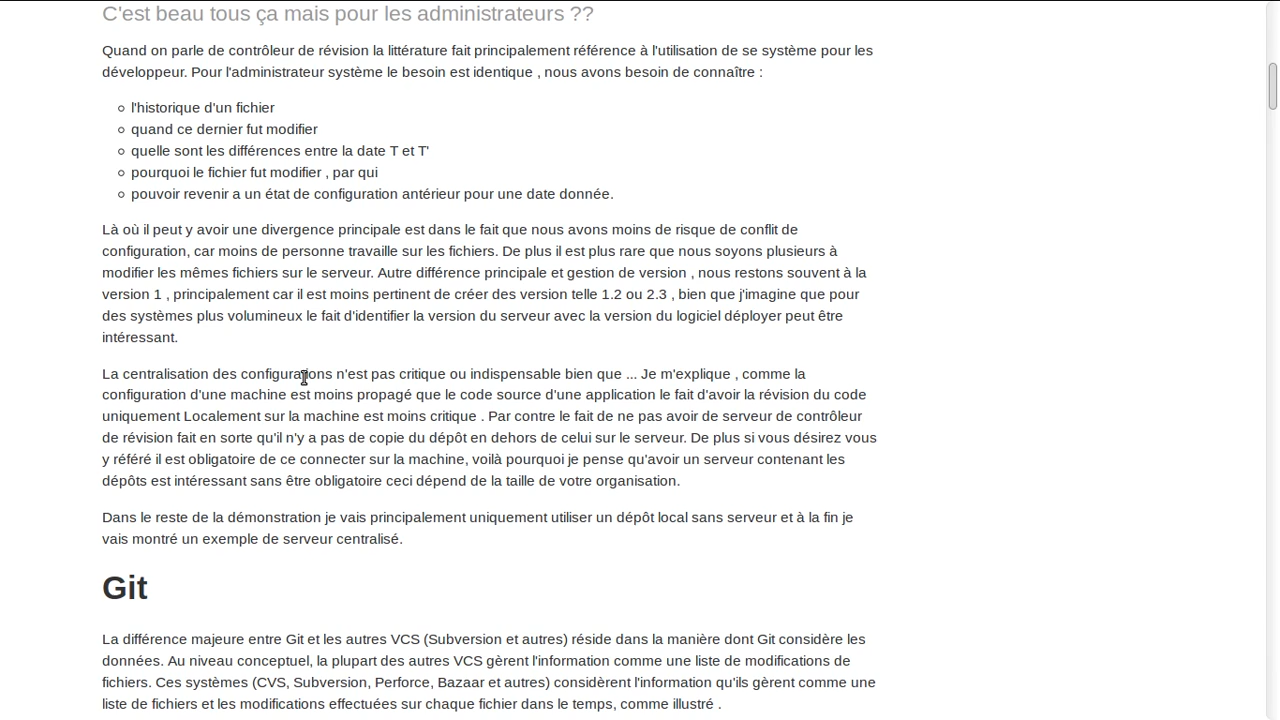 C'est beau tous ça mais pour les administrateurs ??
Quand on parle de contrôleur de révision la littérature fait principalement référence à l'utilisation de se système pour les
développeur. Pour l'administrateur système le besoin est identique , nous avons besoin de connaître :
l'historique d'un fichier
quand ce dernier fut modifier
quelle sont les différences entre la date T et T'
pourquoi le fichier fut modifier , par qui
pouvoir revenir a un état de configuration antérieur pour une date donnée.
Là où il peut y avoir une divergence principale est dans le fait que nous avons moins de risque de conflit de
configuration, car moins de personne travaille sur les fichiers. De plus il est plus rare que nous soyons plusieurs à
modifier les mêmes fichiers sur le serveur. Autre différence principale et gestion de version , nous restons souvent à la
version 1 , principalement car il est moins pertinent de créer des version telle 1.2 ou 2.3 , bien que j'imagine que pour
des systèmes plus volumineux le fait d'identifier la version du serveur avec la version du logiciel déployer peut être
intéressant.
La centralisation des configurations n'est pas critique ou indispensable bien que ... Je m'explique , comme la
configuration d'une machine est moins propagé que le code source d'une application le fait d'avoir la révision du code
uniquement Localement sur la machine est moins critique . Par contre le fait de ne pas avoir de serveur de contrôleur
de révision fait en sorte qu'il n'y a pas de copie du dépôt en dehors de celui sur le serveur. De plus si vous désirez vous
y référé il est obligatoire de ce connecter sur la machine, voilà pourquoi je pense qu'avoir un serveur contenant les
dépôts est intéressant sans être obligatoire ceci dépend de la taille de votre organisation.
Dans le reste de la démonstration je vais principalement uniquement utiliser un dépôt local sans serveur et à la fin je
vais montré un exemple de serveur centralisé.
Git
La différence majeure entre Git et les autres VCS (Subversion et autres) réside dans la manière dont Git considère les
données. Au niveau conceptuel, la plupart des autres VCS gèrent l'information comme une liste de modifications de
fichiers. Ces systèmes (CVS, Subversion, Perforce, Bazaar et autres) considèrent l'information qu'ils gèrent comme une
liste de fichiers et les modifications effectuées sur chaque fichier dans le temps, comme illustré .